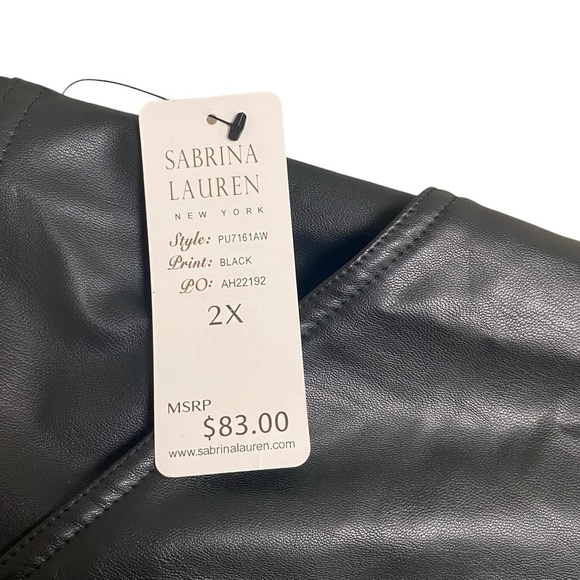 SABRINA
LAUREN
NEW YORK
Style: PU7161AW
Print: BLACK
PO: AH22192
2X
MSRP
$83.00
www.sabrinalauren.com